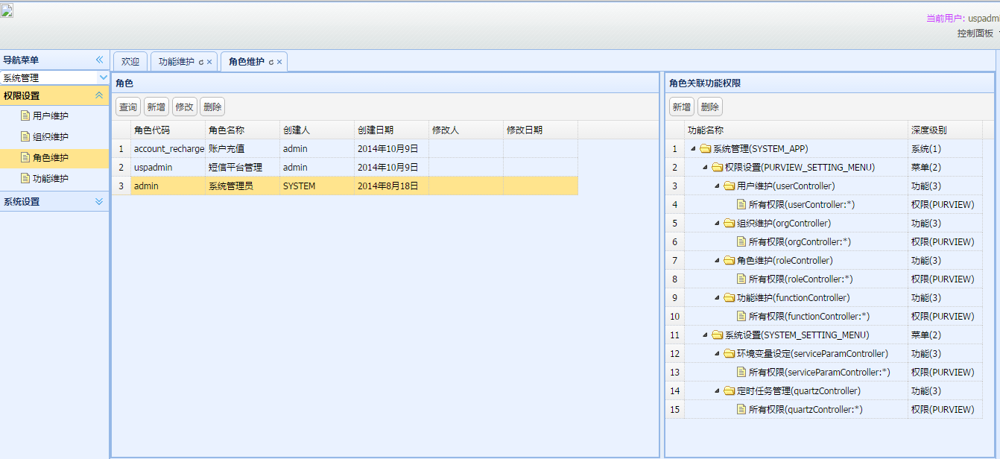 当前用户: uspadmi
控制面板
导航菜单
系统管理
权限设置
用户维护
组织维护
角色维护
功能维护
系统设置
欢迎 功能维护 角色维护
角色
查询 新增 修改 删除
角色代码 角色名称 创建人 创建日期 修改人 修改日期
1 account_recharge 账户充值 admin 2014年10月9日
2 uspadmin 短信平台管理 admin 2014年10月9日
3 admin 系统管理员 SYSTEM 2014年8月18日
角色关联功能权限
新增 删除
功能名称 深度级别
1 系统管理(SYSTEM_APP) 系统(1)
2 权限设置(PURVIEW_SETTING_MENU) 菜单(2)
3 用户维护(userController) 功能(3)
4 所有权限(userController:*) 权限(PURVIEW)
5 组织维护(orgController) 功能(3)
6 所有权限(orgController:*) 权限(PURVIEW)
7 角色维护(roleController) 功能(3)
8 所有权限(roleController:*) 权限(PURVIEW)
9 功能维护(functionController) 功能(3)
10 所有权限(functionController:*) 权限(PURVIEW)
11 系统设置(SYSTEM_SETTING_MENU) 菜单(2)
12 环境变量设定(serviceParamController) 功能(3)
13 所有权限(serviceParamController:*) 权限(PURVIEW)
14 定时任务管理(quartzController) 功能(3)
15 所有权限(quartzController:*) 权限(PURVIEW)